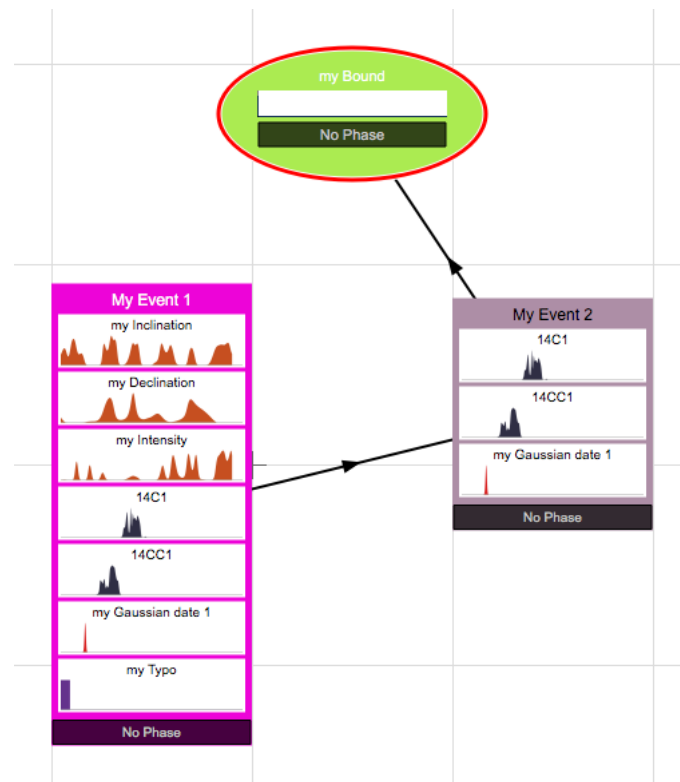 my Bound
No Phase
My Event 1
my Inclination
my Declination
my Intensity
14C1
14CC1
my Gaussian date 1
my Typo
No Phase
My Event 2
14C1
14CC1
my Gaussian date 1
No Phase